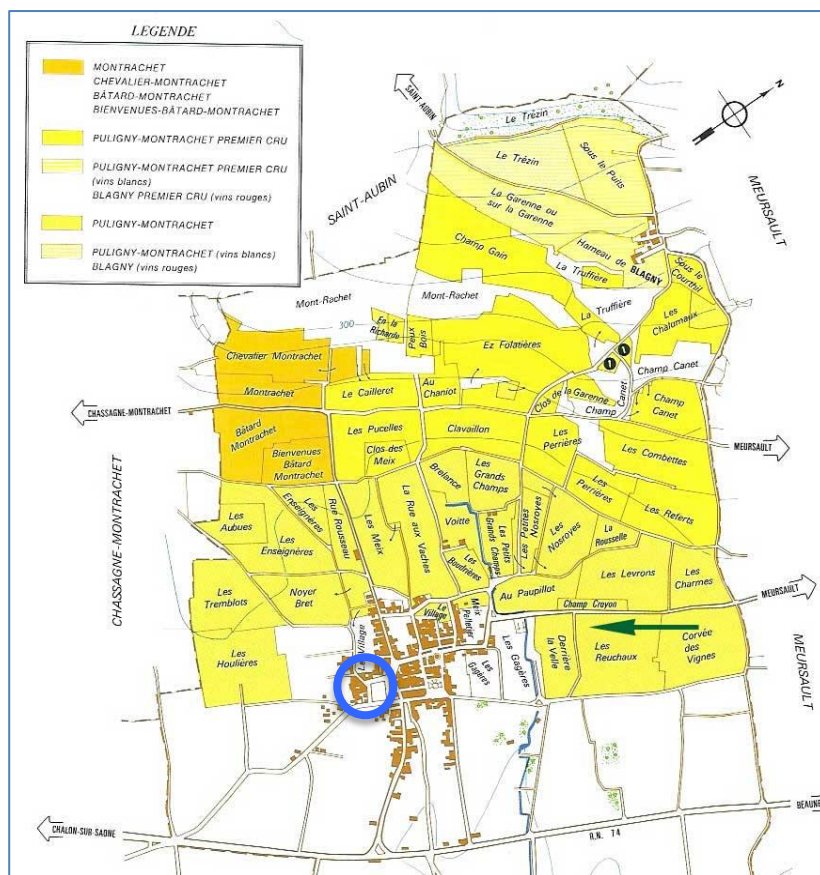 LEGENDE
MONTRACHET
CHEVALIER-MONTRACHET
BÂTARD-MONTRACHET
BIENVENUES-BÂTARD-MONTRACHET
PULIGNY-MONTRACHET PREMIER CRU
PULIGNY-MONTRACHET PREMIER CRU
(vins blancs)
BLAGNY PREMIER CRU (vins rouges)
PULIGNY-MONTRACHET
PULIGNY-MONTRACHET (vins blancs)
BLAGNY (vins rouges)
SAINT-AUBIN
N
Le Trézin
Le Trézin
Sous le Puits
MEURSAULT
SAINT-AUBIN
La Garenne ou
sur la Garenne
Champ Gain
Hameau de
BLAGNY
La Truffière
Sous le
Courthil
Mont-Rachet
Mont-Rachet
La Truffière
Les
Chalumaux
300
En la
Richarde
Peux
Bois
Ez Folatières
1
1
Chevalier Montrachet
Champ Canet
Montrachet
Le Cailleret
Au
Chaniot
Clos de la Garenne
Champ
Canet
Champ
Canet
CHASSAGNE-MONTRACHET
Bâtard
Montrachet
Les Pucelles
Clavaillon
Les
Perrières
Les Combettes
MEURSAULT
Bienvenues
Bâtard
Montrachet
Clos des
Meix
Brelance
Les
Grands
Champs
Les
Perrières
Les Referts
CHASSAGNE-MONTRACHET
Les
Aubues
Les
Enseignères
Rue Rousseau
Les Meix
La Rue aux Vaches
Voitte
Les Petits
Grands Champs
Les Petites
Nosroyes
Les
Nosroyes
La
Rousselle
Les
Enseignères
Les
Boudrières
Les
Tremblots
Noyer
Bret
Au Paupillot
Les Levrons
Les
Charmes
MEURSAULT
Le
Village
Meix
Pelletier
Champ Croyon
Les
Houlières
Le Village
Les
Gagères
Les Gagères
Derrière
la Velle
Les
Reuchaux
Corvée
des
Vignes
MEURSAULT
CHALON-SUR-SAONE
R.N. 74
BEAUNE